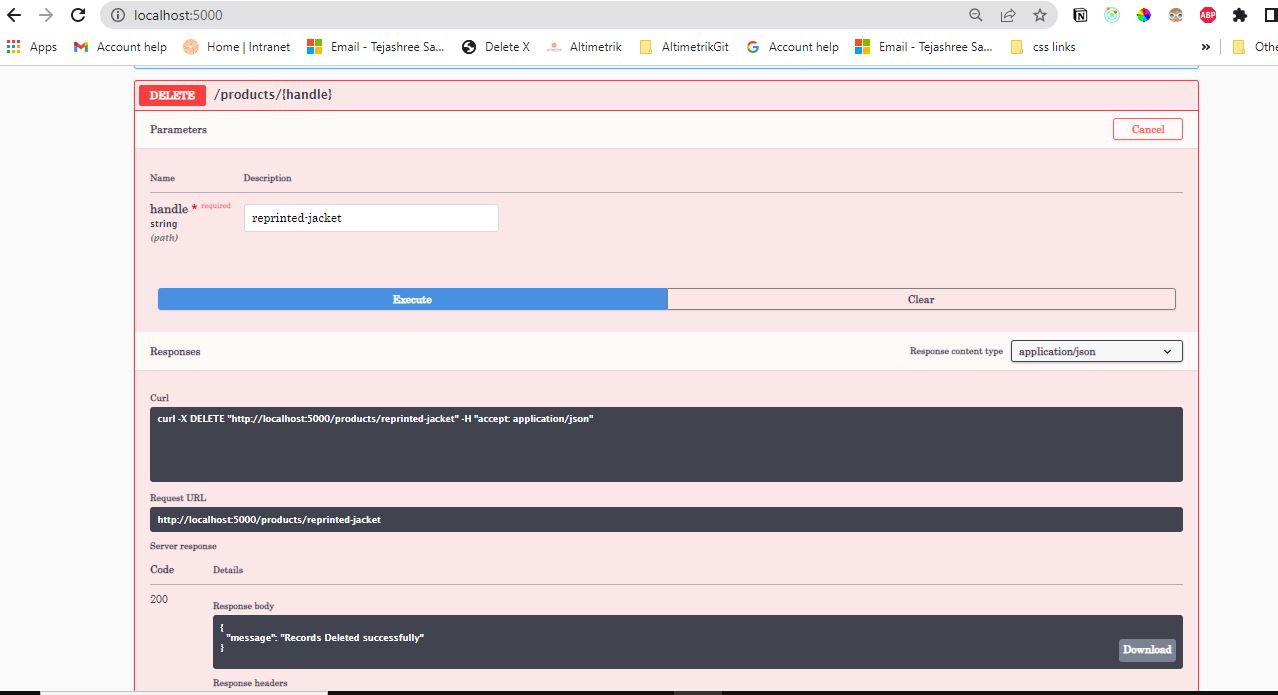 localhost:5000
Apps Account help Home | Intranet Email - Tejashree Sa... Delete X Altimetrik AltimetrikGit Account help Email - Tejashree Sa... css links » Othe
DELETE /products/{handle}
Parameters Cancel
Name Description
handle * required reprinted-jacket
string
(path)
Execute Clear
Responses Response content type application/json
Curl
curl -X DELETE "http://localhost:5000/products/reprinted-jacket" -H "accept: application/json"
Request URL
http://localhost:5000/products/reprinted-jacket
Server response
Code Details
200
Response body
{
"message": "Records Deleted successfully"
}
Download
Response headers
ABP